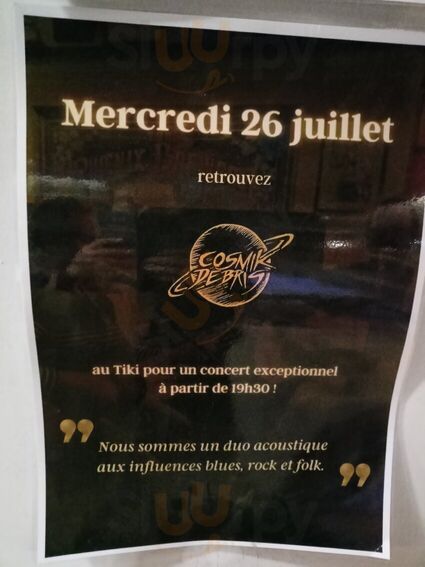 Mercredi 26 juillet
retrouvez
COSMIK
DEBRIS
au Tiki pour un concert exceptionnel
à partir de 19h30 !
Nous sommes un duo acoustique
aux influences blues, rock et folk.